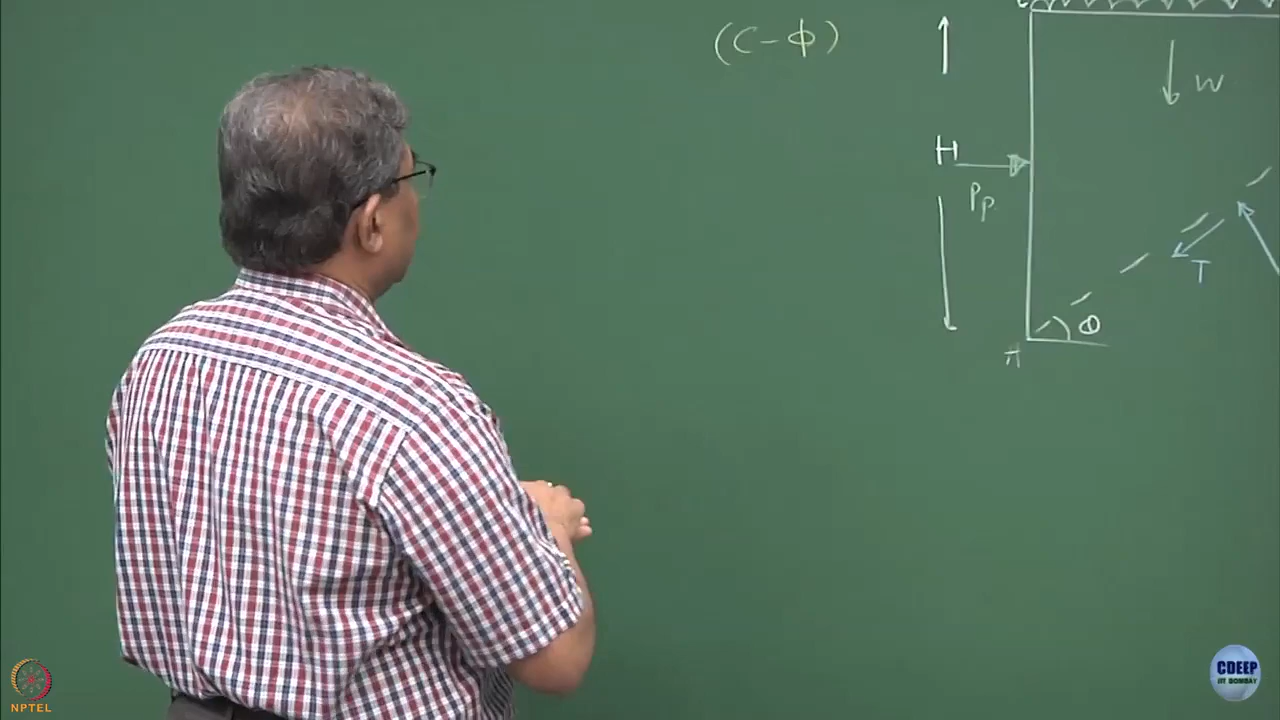 (C-Φ)
W
H
Pp
T
Θ
A
NPTEL
CDEEP
IIT BOMBAY